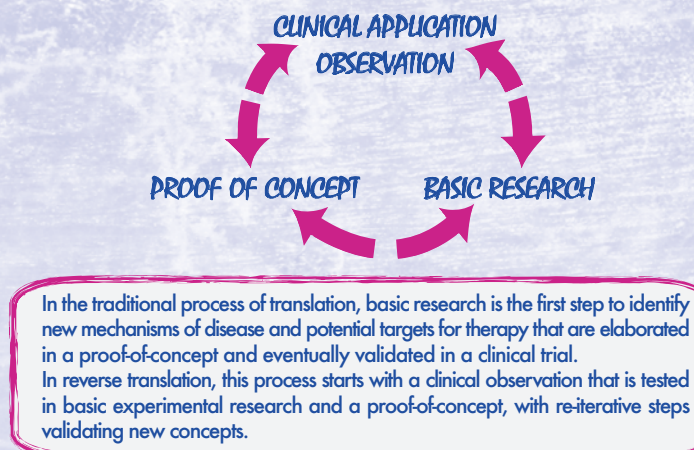 CLINICAL APPLICATION
OBSERVATION
PROOF OF CONCEPT BASIC RESEARCH
In the traditional process of translation, basic research is the first step to identify
new mechanisms of disease and potential targets for therapy that are elaborated
in a proof-of-concept and eventually validated in a clinical trial.
In reverse translation, this process starts with a clinical observation that is tested
in basic experimental research and a proof-of-concept, with re-iterative steps
validating new concepts.